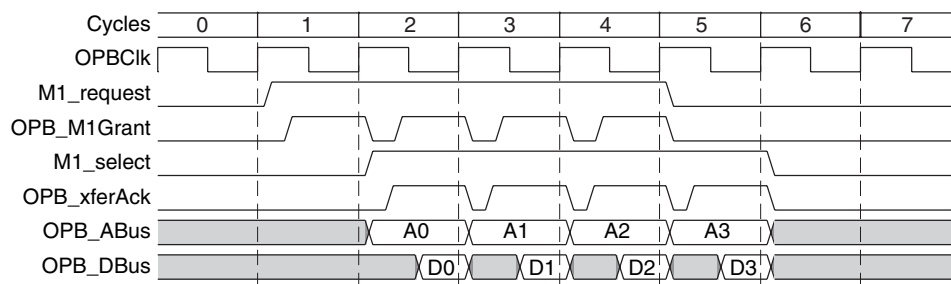 Cycles 0 1 2 3 4 5 6 7
OPBClk
M1_request
OPB_M1Grant
M1_select
OPB_xferAck
OPB_ABus A0 A1 A2 A3
OPB_DBus D0 D1 D2 D3